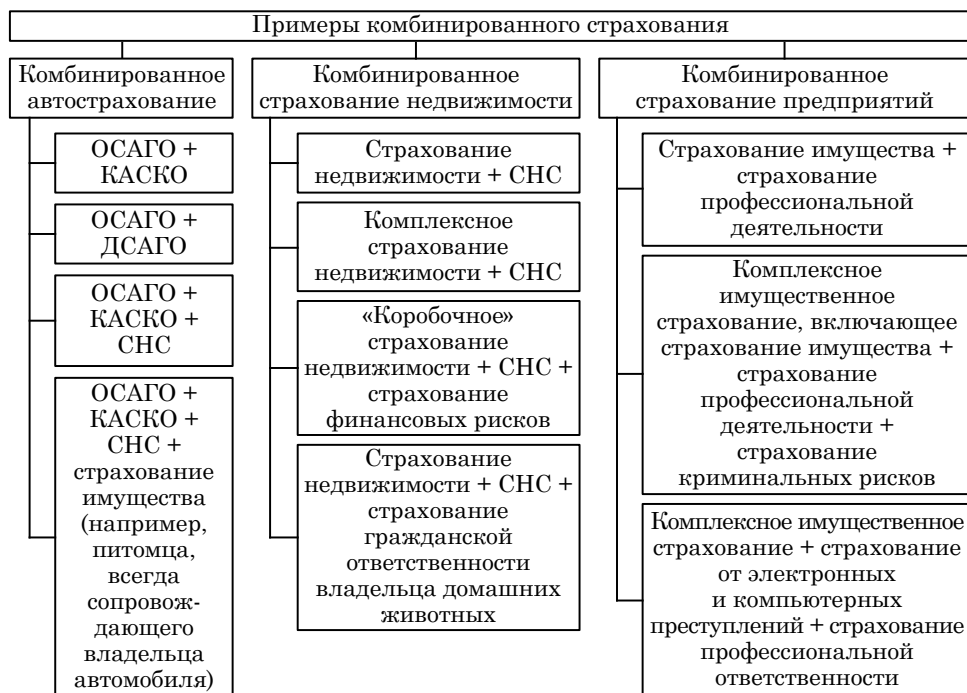 Примеры комбинированного страхования
Комбинированное
автострахование
ОСАГО +
КАСКО
ОСАГО +
ДСАГО
ОСАГО +
КАСКО +
СНС
ОСАГО +
КАСКО +
СНС +
страхование
имущества
(например,
питомца,
всегда
сопровож-
дающего
владельца
автомобиля)
Комбинированное
страхование недвижимости
Страхование
недвижимости + СНС
Комплексное
страхование
недвижимости + СНС
«Коробочное»
страхование
недвижимости + СНС +
страхование
финансовых рисков
Страхование
недвижимости + СНС +
страхование
гражданской
ответственности
владельца домашних
животных
Комбинированное
страхование предприятий
Страхование имущества +
страхование
профессиональной
деятельности
Комплексное
имущественное
страхование, включающее
страхование имущества +
страхование
профессиональной
деятельности +
страхование
криминальных рисков
Комплексное имущественное
страхование + страхование
от электронных
и компьютерных
преступлений + страхование
профессиональной
ответственности